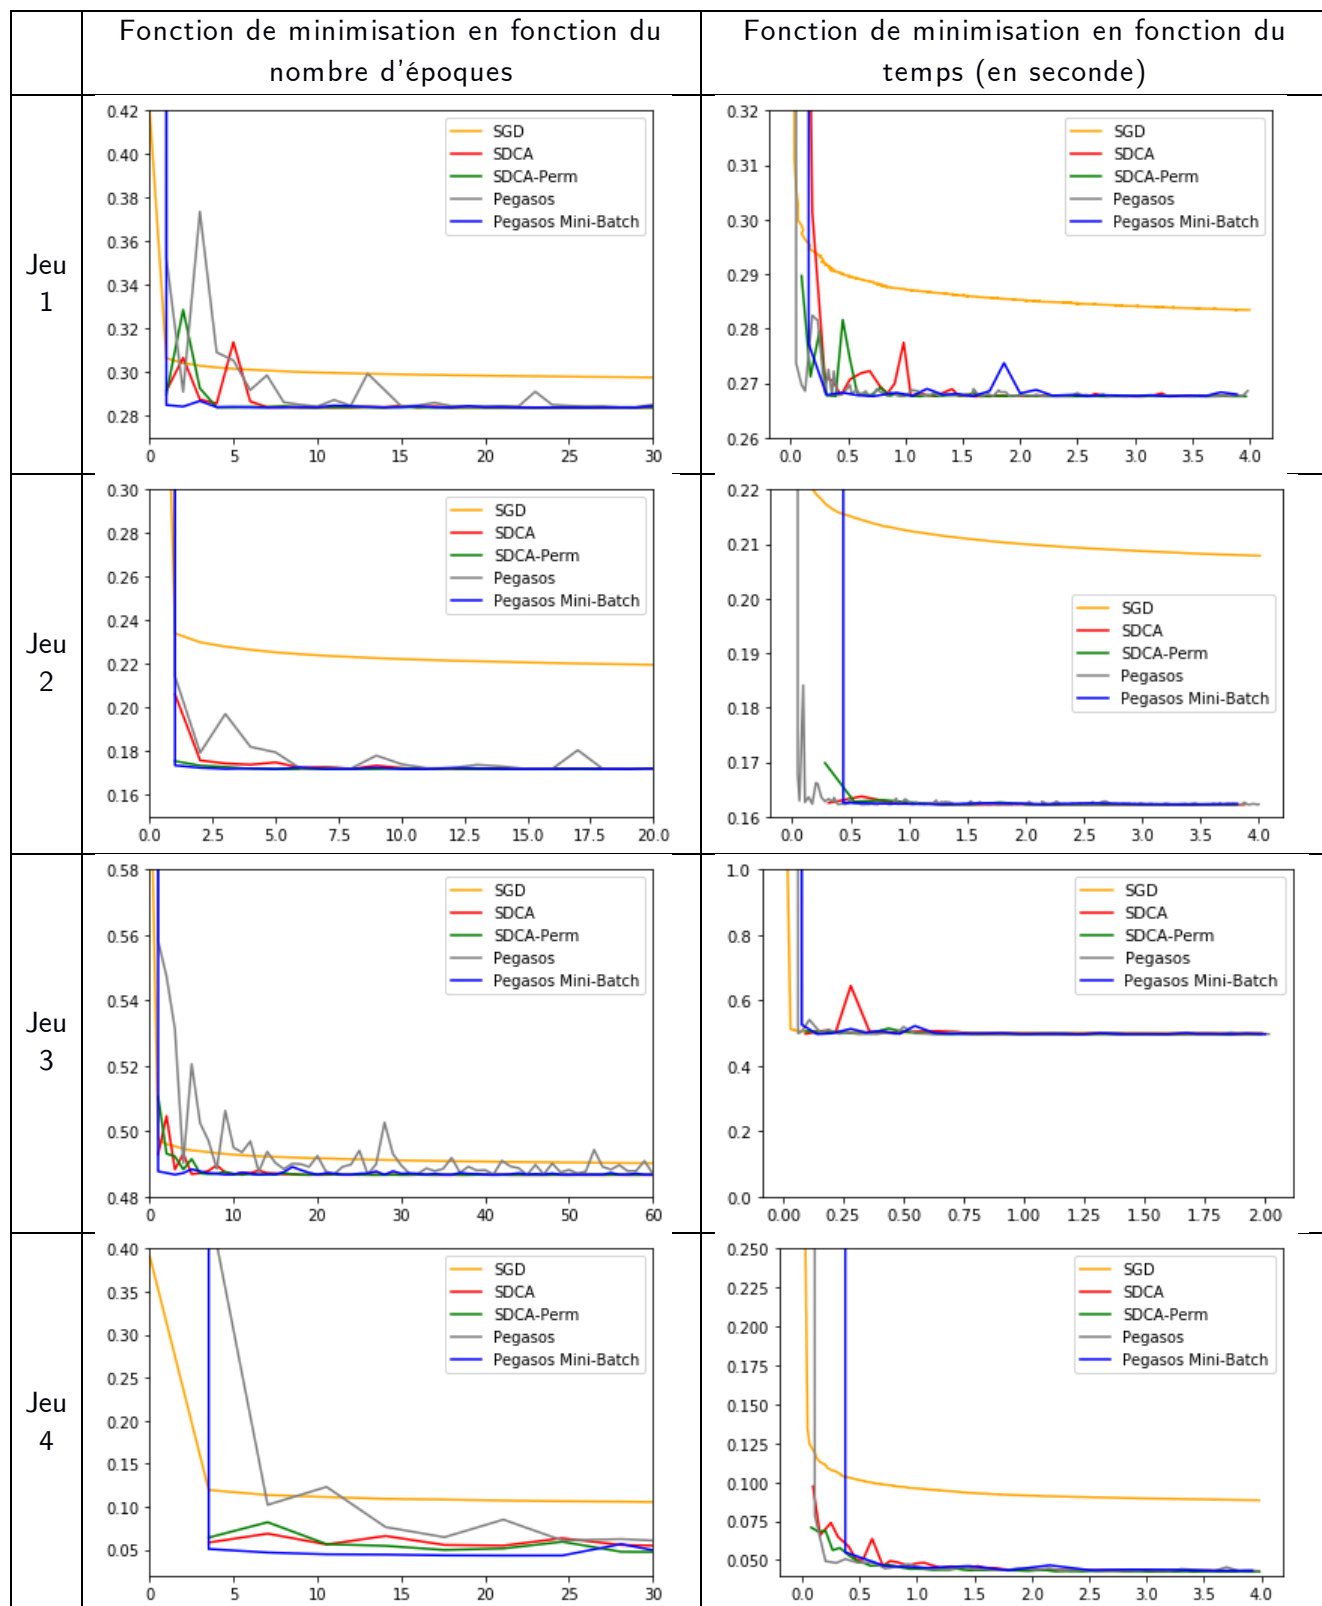 Fonction de minimisation en fonction du
nombre d'époques
Fonction de minimisation en fonction du
temps (en seconde)
Jeu
1
0.42
0.40
0.38
0.36
0.34
0.32
0.30
0.28
0 5 10 15 20 25 30
SGD
SDCA
SDCA-Perm
Pegasos
Pegasos Mini-Batch
0.32
0.31
0.30
0.29
0.28
0.27
0.26
0.0 0.5 1.0 1.5 2.0 2.5 3.0 3.5 4.0
SGD
SDCA
SDCA-Perm
Pegasos
Pegasos Mini-Batch
Jeu
2
0.30
0.28
0.26
0.24
0.22
0.20
0.18
0.16
0.0 2.5 5.0 7.5 10.0 12.5 15.0 17.5 20.0
SGD
SDCA
SDCA-Perm
Pegasos
Pegasos Mini-Batch
0.22
0.21
0.20
0.19
0.18
0.17
0.16
0.0 0.5 1.0 1.5 2.0 2.5 3.0 3.5 4.0
SGD
SDCA
SDCA-Perm
Pegasos
Pegasos Mini-Batch
Jeu
3
0.58
0.56
0.54
0.52
0.50
0.48
0 10 20 30 40 50 60
SGD
SDCA
SDCA-Perm
Pegasos
Pegasos Mini-Batch
1.0
0.8
0.6
0.4
0.2
0.0
0.00 0.25 0.50 0.75 1.00 1.25 1.50 1.75 2.00
SGD
SDCA
SDCA-Perm
Pegasos
Pegasos Mini-Batch
Jeu
4
0.40
0.35
0.30
0.25
0.20
0.15
0.10
0.05
0 5 10 15 20 25 30
SGD
SDCA
SDCA-Perm
Pegasos
Pegasos Mini-Batch
0.250
0.225
0.200
0.175
0.150
0.125
0.100
0.075
0.050
0.0 0.5 1.0 1.5 2.0 2.5 3.0 3.5 4.0
SGD
SDCA
SDCA-Perm
Pegasos
Pegasos Mini-Batch